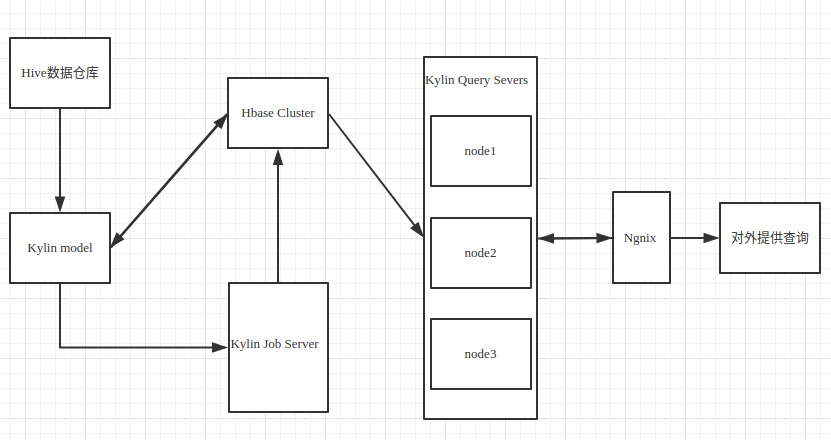 Hive数据仓库
Kylin model
Hbase Cluster
Kylin Job Server
Kylin Query Severs
node1
node2
node3
Ngnix
对外提供查询